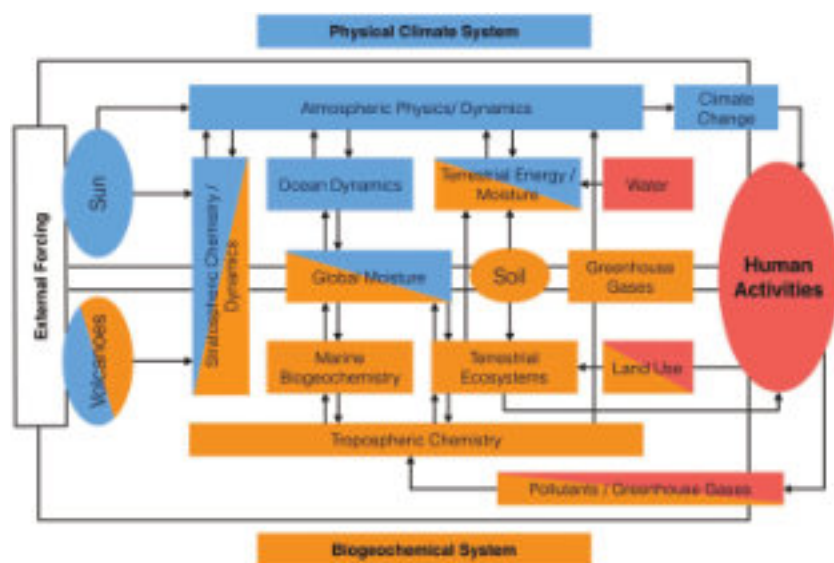 Physical Climate System
Atmospheric Physics/ Dynamics
Climate
Change
External Forcing
Sun
Stratospheric Chemistry /
Dynamics
Ocean Dynamics
Terrestrial Energy /
Moisture
Water
Global Moisture
Soil
Greenhouse
Gases
Human
Activities
Volcanoes
Marine
Biogeochemistry
Terrestrial
Ecosystems
Land Use
Tropospheric Chemistry
Pollutants / Greenhouse Gases
Biogeochemical System